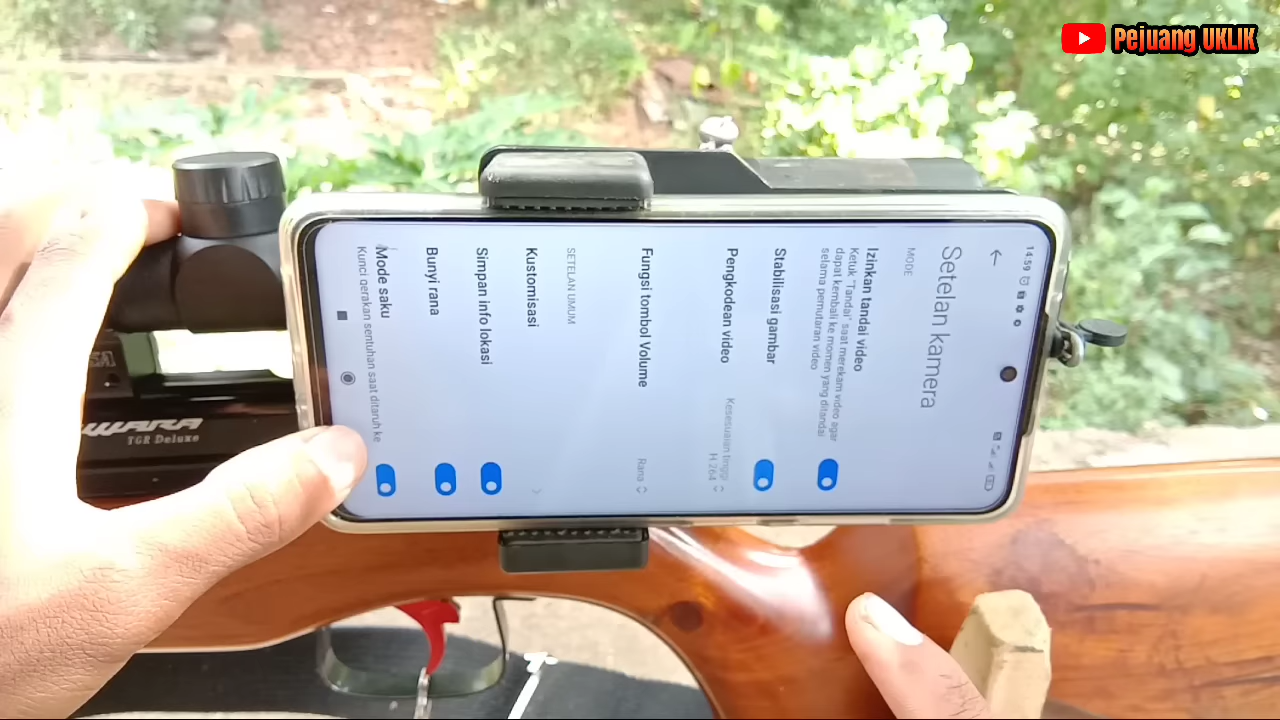 Pejuang UKLIK
14:59
Setelan kamera
MODE
Izinkan tandai video
Ketuk "Tandai" saat merekam video agar
dapat kembali ke momen yang ditandai
selama pemutaran video
Stabilisasi gambar
Pengkodean video
Kesesuaian tinggi
H.264
Fungsi tombol Volume
Rana
SETELAN UMUM
Kustomisasi
Simpan info lokasi
Bunyi rana
Mode saku
Kunci gerakan sentuhan saat ditaruh ke
WARA
TGR Deluxe